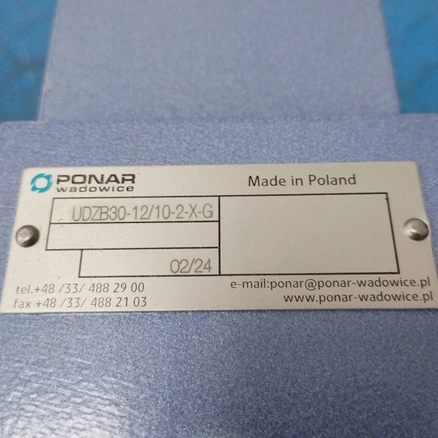 PONAR
wadowice
Made in Poland
UDZB30-12/10-2-X-G
02/24
tel.+48 /33/ 488 29 00
fax +48 /33/ 488 21 03
e-mail:ponar@ponar-wadowice.pl
www.ponar-wadowice.pl